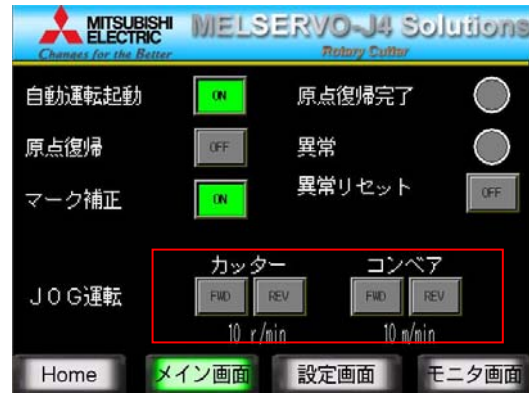 MITSUBISHI ELECTRIC
Changes for the Better
MELSERVO-J4 Solutions
Rotary Cutter
自動運転起動 ON 原点復帰完了
原点復帰 OFF 異常
マーク補正 ON 異常リセット OFF
カッター コンベア
JOG運転 FWD REV FWD REV
10 r/min 10 m/min
Home メイン画面 設定画面 モニタ画面